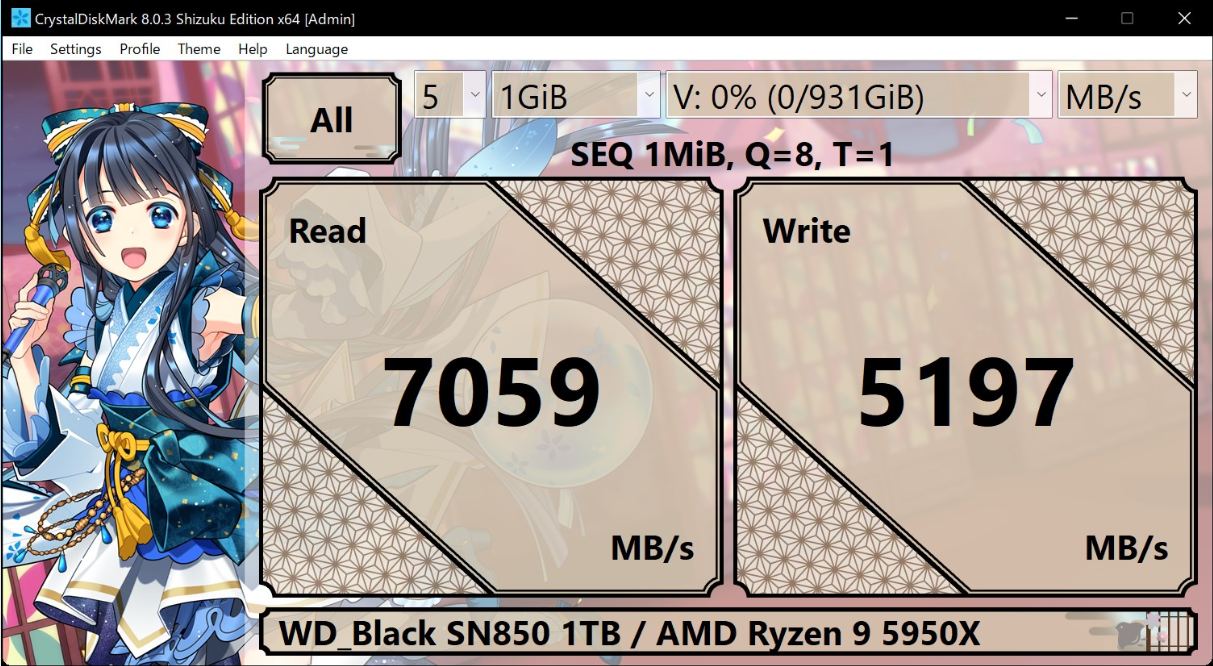 CrystalDiskMark 8.0.3 Shizuku Edition x64 [Admin]
File Settings Profile Theme Help Language
All 5 1GiB V: 0% (0/931GiB) MB/s
SEQ 1MiB, Q=8, T=1
Read Write
7059 5197
MB/s MB/s
WD_Black SN850 1TB / AMD Ryzen 9 5950X